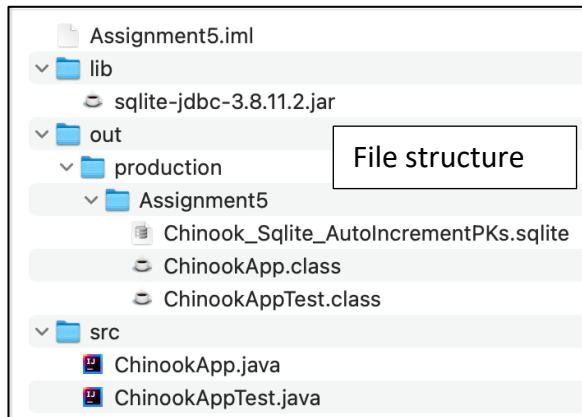 Assignment5.iml
lib
sqlite-jdbc-3.8.11.2.jar
out
File structure
production
Assignment5
Chinook_Sqlite_AutoIncrementPKs.sqlite
ChinookApp.class
ChinookAppTest.class
src
ChinookApp.java
ChinookAppTest.java